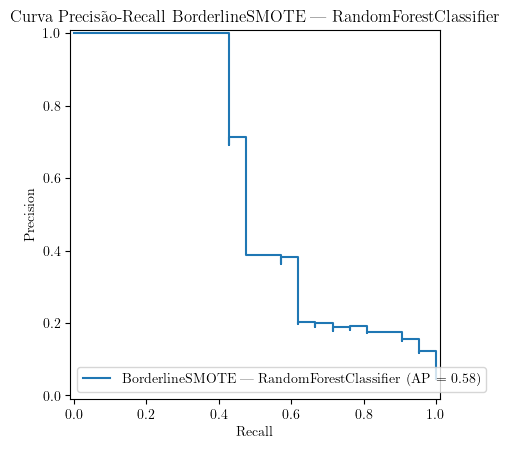 Curva Precisão-Recall BorderlineSMOTE — RandomForestClassifier
1.0
0.8
0.6
0.4
0.2
0.0
Precision
BorderlineSMOTE — RandomForestClassifier (AP = 0.58)
0.0 0.2 0.4 0.6 0.8 1.0
Recall